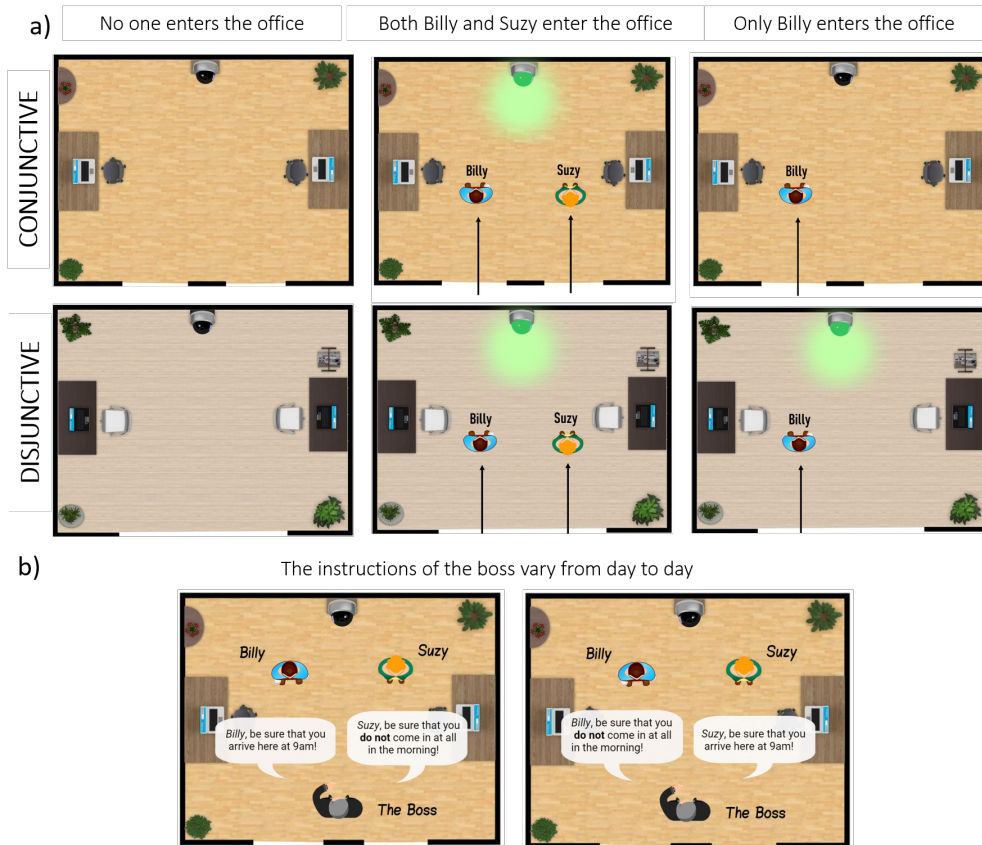 a)
No one enters the office
Both Billy and Suzy enter the office
Only Billy enters the office
CONJUNCTIVE
Billy
Suzy
Billy
DISJUNCTIVE
Billy
Suzy
Billy
b)
The instructions of the boss vary from day to day
Billy
Suzy
Billy, be sure that you
arrive here at 9am!
Suzy, be sure that you
do not come in at all
in the morning!
The Boss
Billy
Suzy
Billy, be sure that you
do not come in at all
in the morning!
Suzy, be sure that you
arrive here at 9am!
The Boss